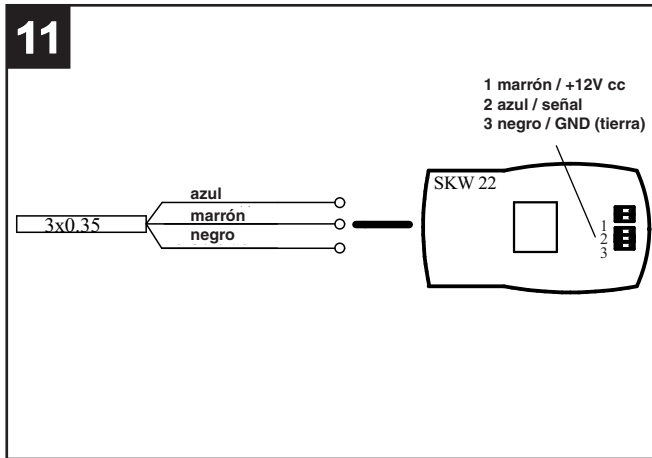 11
1 marrón / +12V cc
2 azul / señal
3 negro / GND (tierra)
SKW 22
azul
marrón
negro
3x0.35
1
2
3